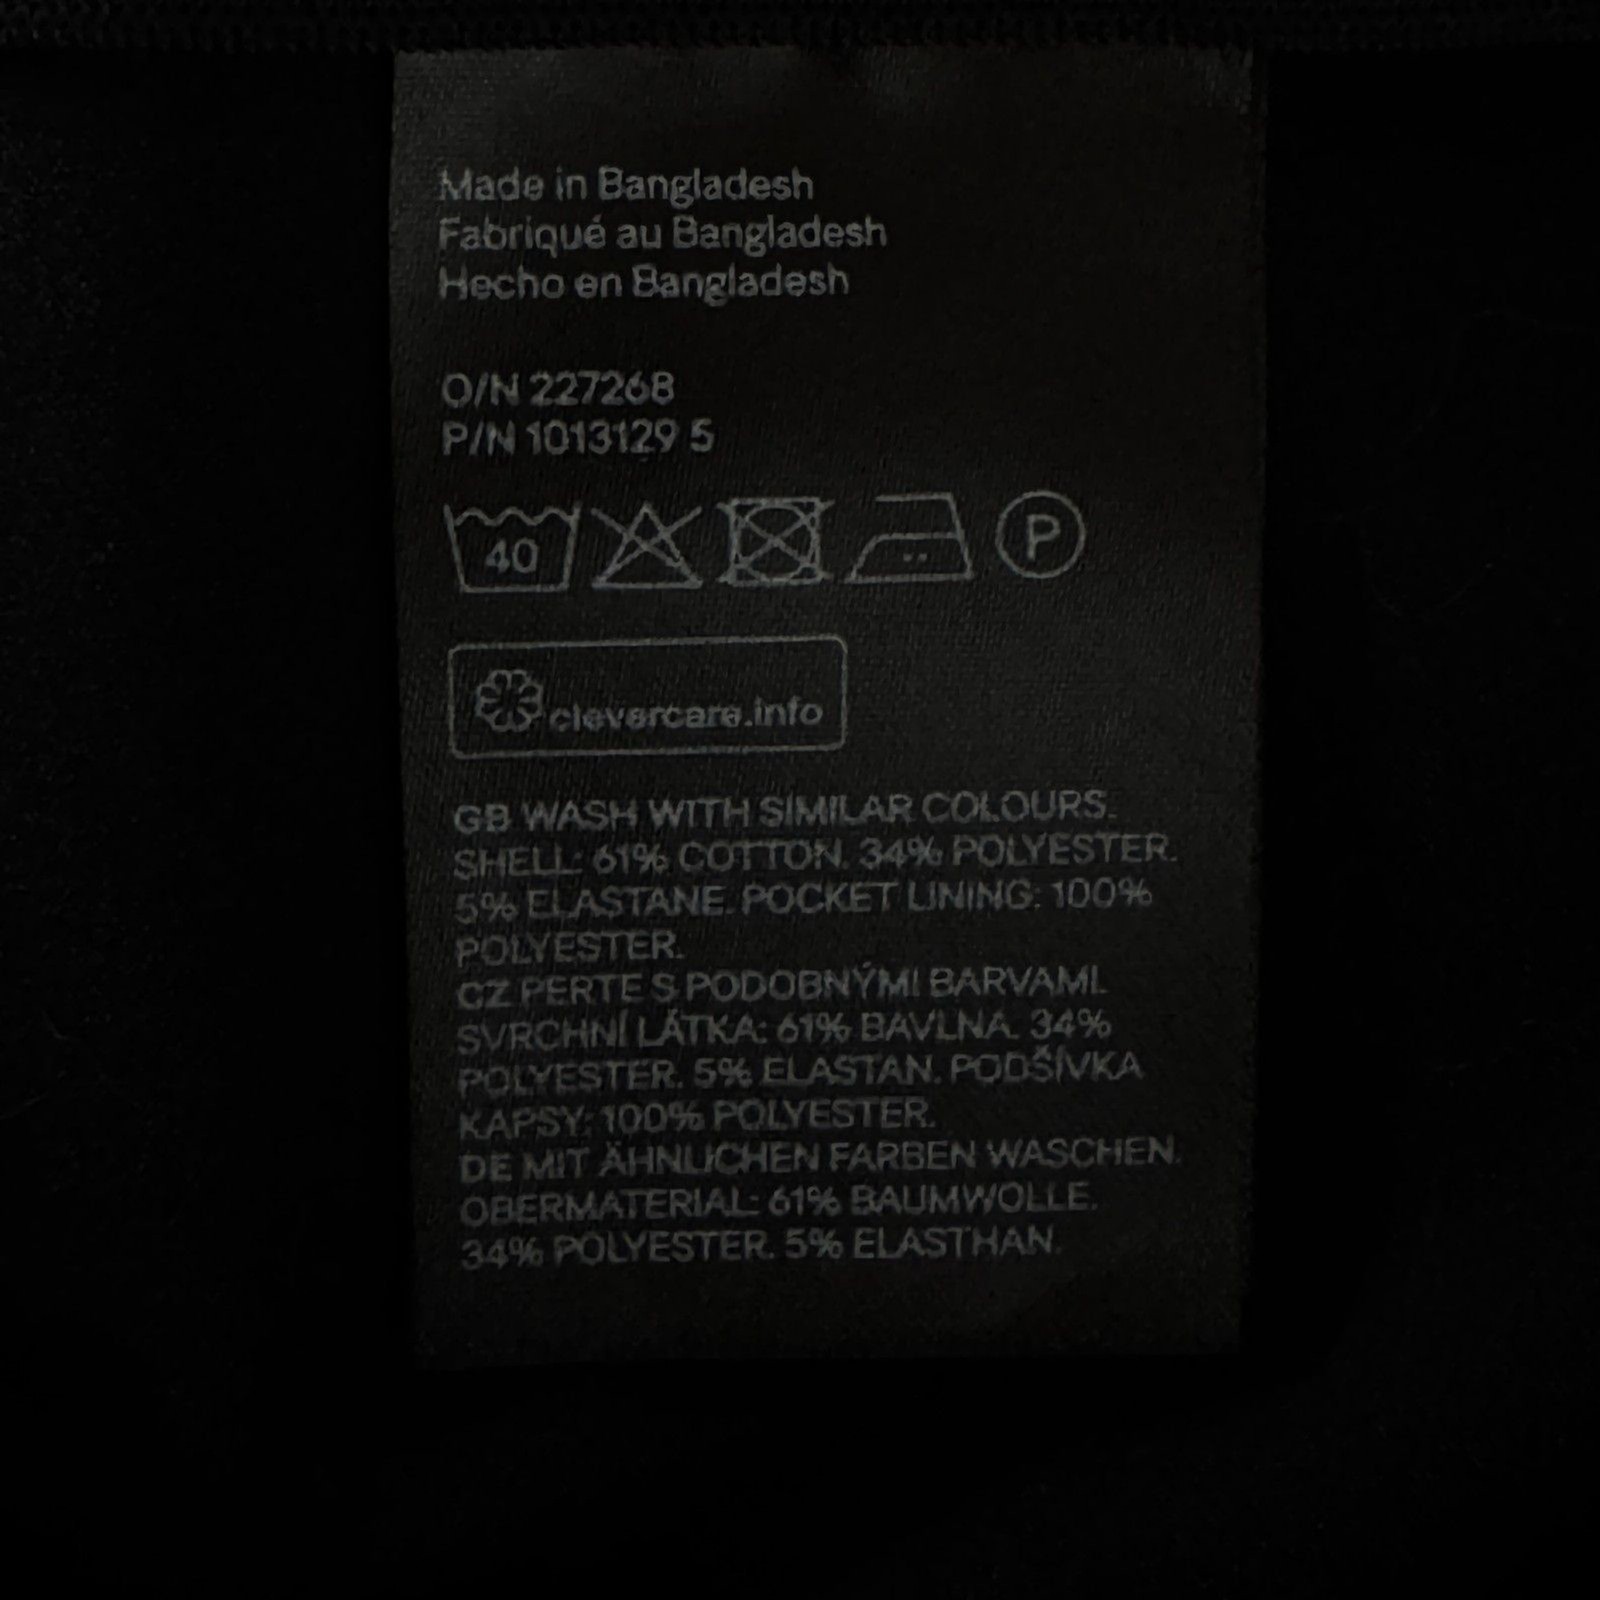 Made in Bangladesh
Fabriqué au Bangladesh
Hecho en Bangladesh
O/N 227268
P/N 1013129 5
40 P
clevercare.info
GB WASH WITH SIMILAR COLOURS.
SHELL: 61% COTTON. 34% POLYESTER.
5% ELASTANE. POCKET LINING: 100%
POLYESTER.
CZ PERTE S PODOBNÝMI BARVAMI.
SVRCHNÍ LÁTKA: 61% BAVLNA. 34%
POLYESTER. 5% ELASTAN. PODŠÍVKA
KAPSY: 100% POLYESTER.
DE MIT ÄHNLICHEN FARBEN WASCHEN.
OBERMATERIAL: 61% BAUMWOLLE.
34% POLYESTER. 5% ELASTHAN.